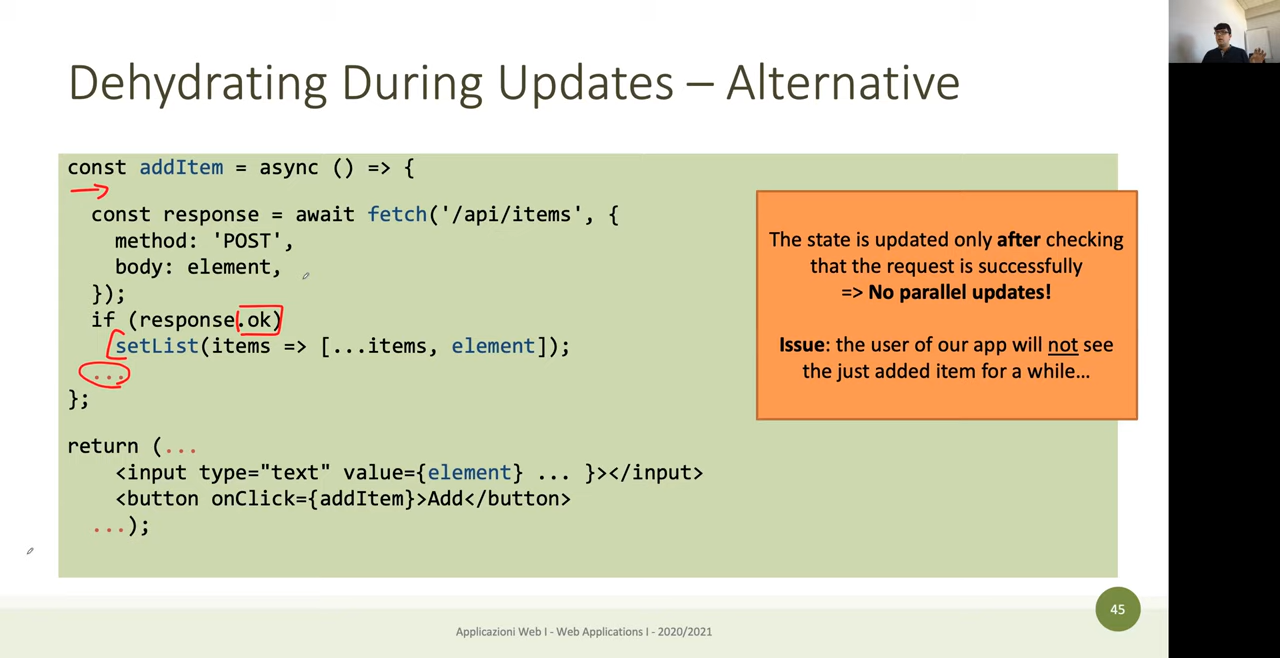 Dehydrating During Updates – Alternative
const addItem = async () => {
const response = await fetch('/api/items', {
method: 'POST',
body: element,
});
if (response.ok)
setList(items => [...items, element]);
...
};
return (...
<input type="text" value={element} ... }></input>
<button onClick={addItem}>Add</button>
...);
The state is updated only after checking
that the request is successfully
=> No parallel updates!
Issue: the user of our app will not see
the just added item for a while...
45
Applicazioni Web I - Web Applications I - 2020/2021